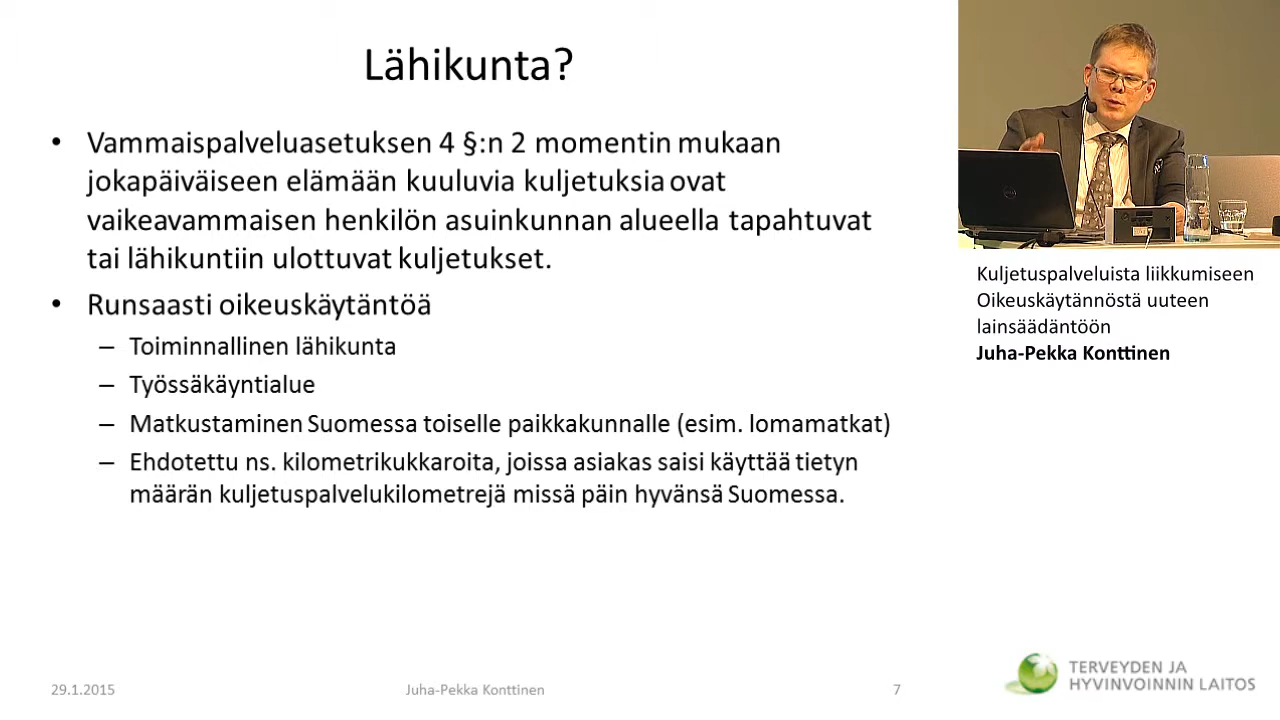 Lähikunta?
• Vammaispalveluasetuksen 4 §:n 2 momentin mukaan
jokapäiväiseen elämään kuuluvia kuljetuksia ovat
vaikeavammaisen henkilön asuinkunnan alueella tapahtuvat
tai lähikuntiin ulottuvat kuljetukset.
• Runsaasti oikeuskäytäntöä
– Toiminnallinen lähikunta
– Työssäkäyntialue
– Matkustaminen Suomessa toiselle paikkakunnalle (esim. lomamatkat)
– Ehdotettu ns. kilometrikukkaroita, joissa asiakas saisi käyttää tietyn
määrän kuljetuspalvelukilometrejä missä päin hyvänsä Suomessa.
Kuljetuspalveluista liikkumiseen
Oikeuskäytännöstä uuteen
lainsäädäntöön
Juha-Pekka Konttinen
29.1.2015
Juha-Pekka Konttinen
7
TERVEYDEN JA
HYVINVOINNIN LAITOS